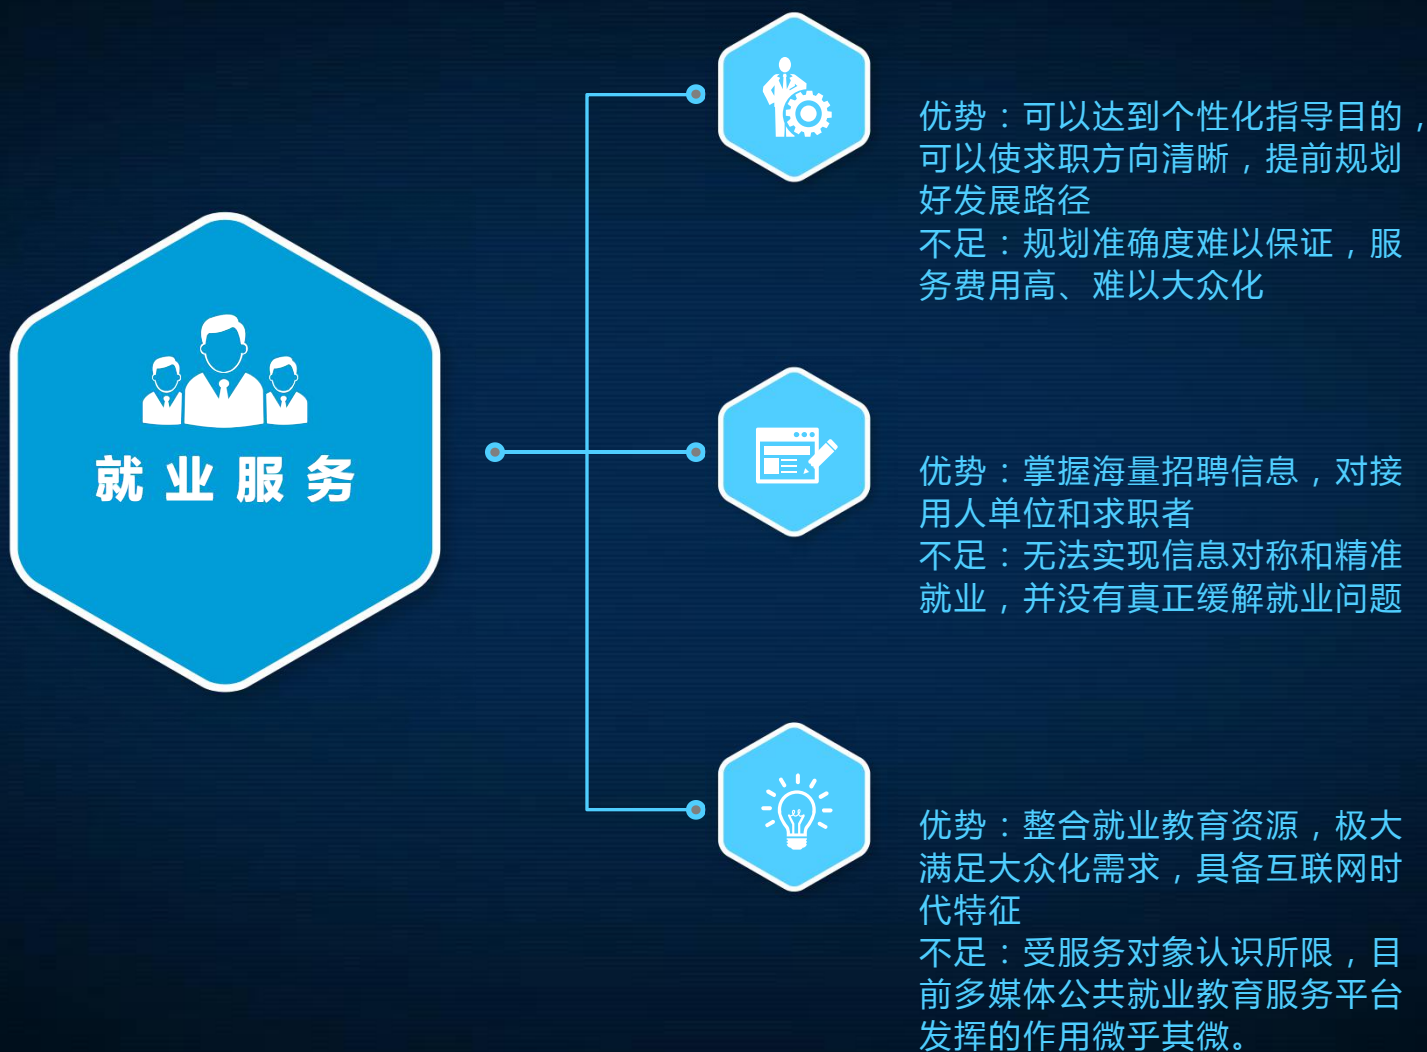 就业服务
优势：可以达到个性化指导目的，
可以使求职方向清晰，提前规划
好发展路径
不足：规划准确度难以保证，服
务费用高、难以大众化
优势：掌握海量招聘信息，对接
用人单位和求职者
不足：无法实现信息对称和精准
就业，并没有真正缓解就业问题
优势：整合就业教育资源，极大
满足大众化需求，具备互联网时
代特征
不足：受服务对象认识所限，目
前多媒体公共就业教育服务平台
发挥的作用微乎其微。